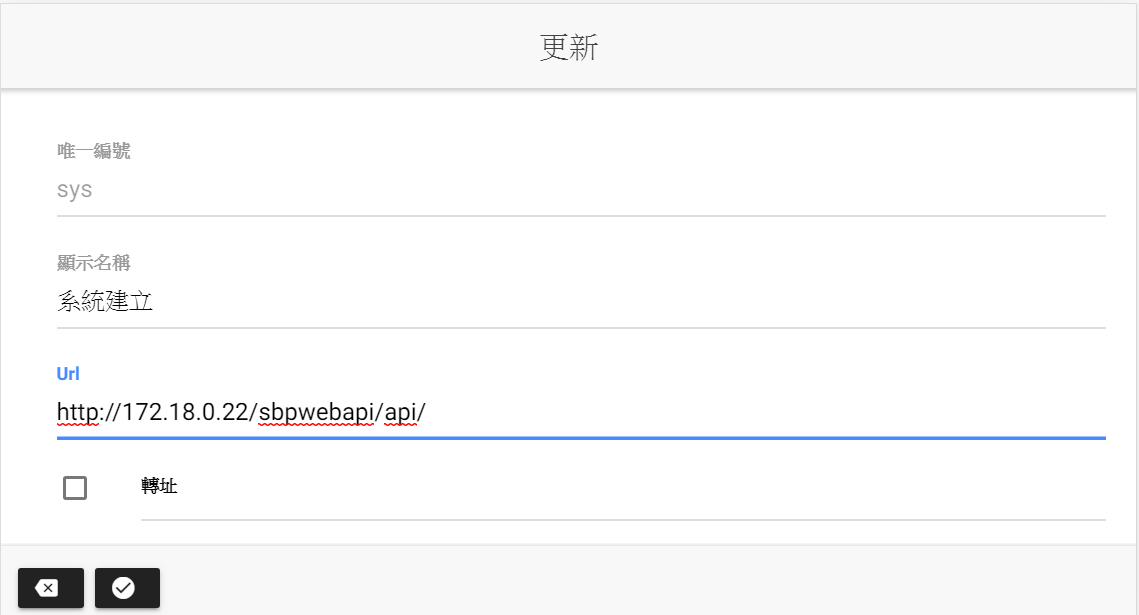 更新
唯一編號
sys
顯示名稱
系統建立
Url
http://172.18.0.22/sbpwebapi/api/
轉址